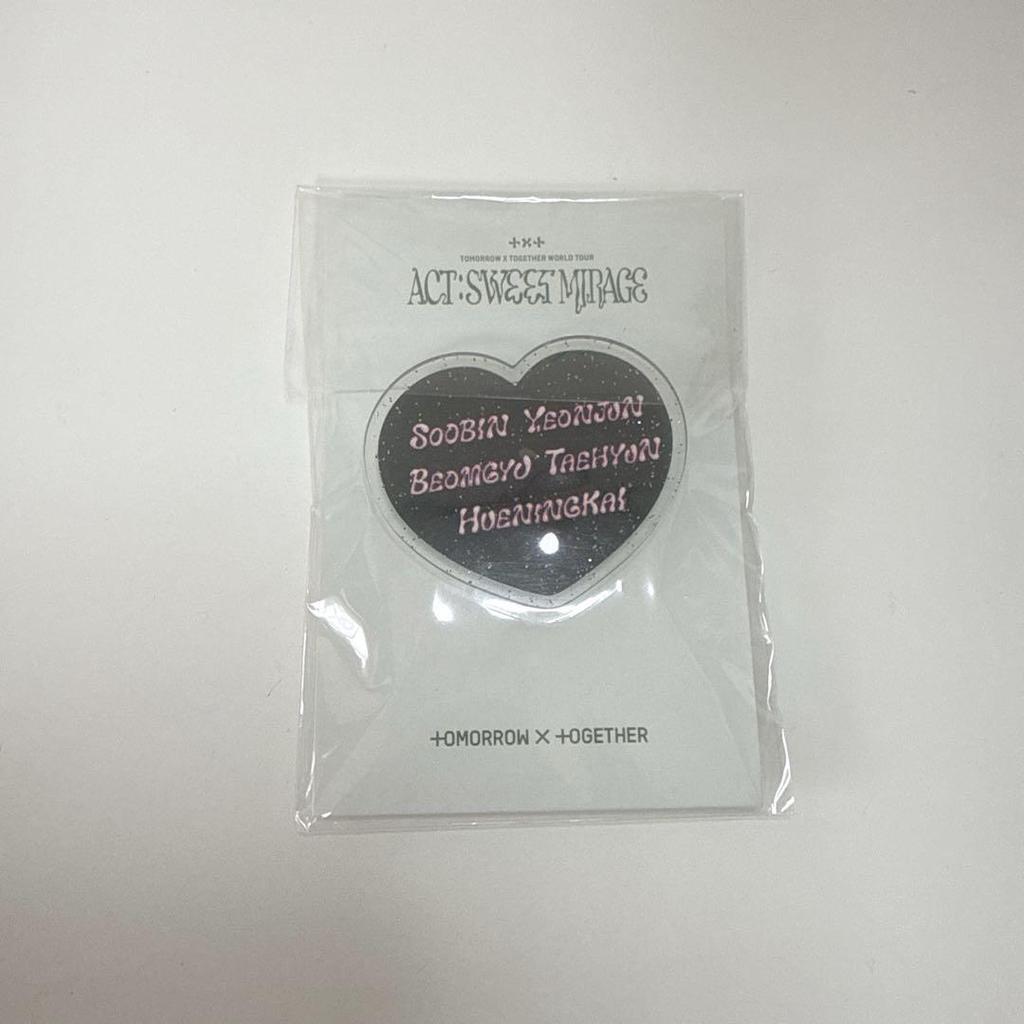 +x+
TOMORROW X TOGETHER WORLD TOUR
ACT:SWEET MIRAGE
SOOBIN YEONJUN
BEOMGYU TAEHYUN
HUENINGKAI
TOMORROW X TOGETHER